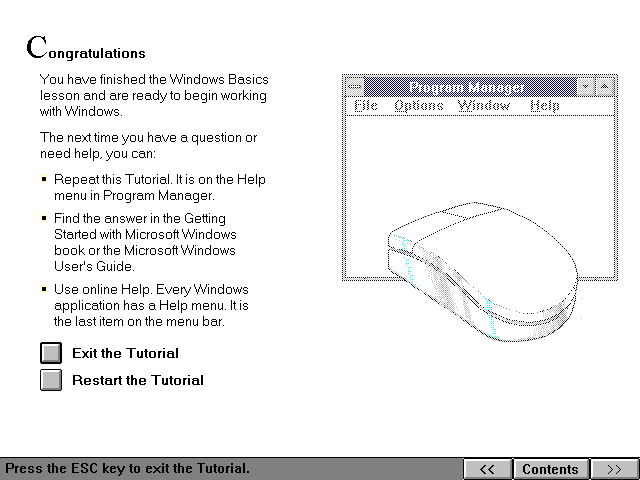 Congratulations
You have finished the Windows Basics
lesson and are ready to begin working
with Windows.
The next time you have a question or
need help, you can:
▪ Repeat this Tutorial. It is on the Help
menu in Program Manager.
▪ Find the answer in the Getting
Started with Microsoft Windows
book or the Microsoft Windows
User's Guide.
▪ Use online Help. Every Windows
application has a Help menu. It is
the last item on the menu bar.
Exit the Tutorial
Restart the Tutorial
Program Manager
File Options Window Help
Press the ESC key to exit the Tutorial.
<< Contents >>